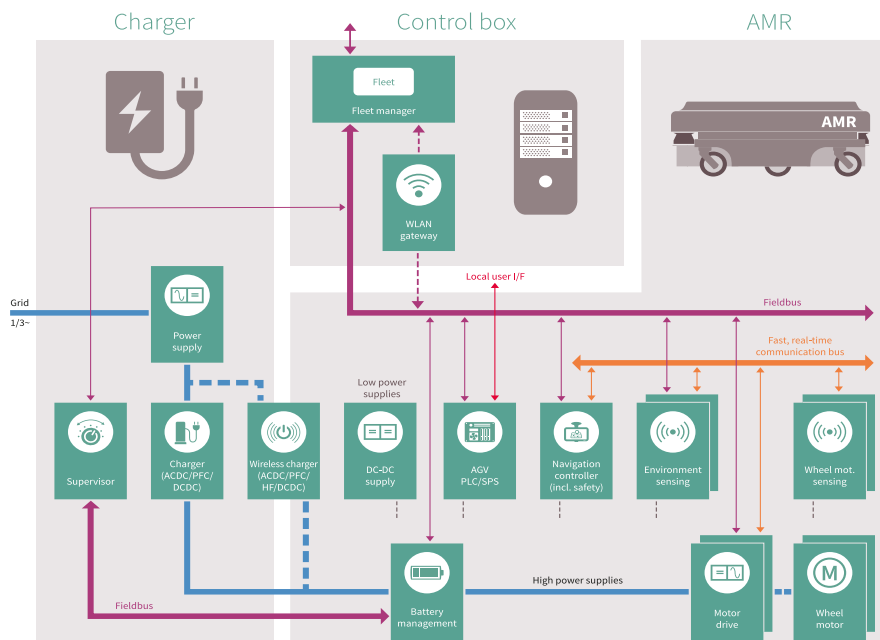 Charger
Control box
AMR
Fleet
Fleet manager
AMR
WLAN
gateway
Local user I/F
Grid
1/3~
Fieldbus
Power
supply
Fast, real-time
communication bus
Low power
supplies
Supervisor
Charger
(ACDC/PFC/
DCDC)
Wireless charger
(ACDC/PFC/
HF/DCDC)
DC-DC
supply
AGV
PLC/SPS
Navigation
controller
(incl. safety)
Environment
sensing
Wheel mot.
sensing
High power supplies
M
Fieldbus
Battery
management
Motor
drive
Wheel
motor